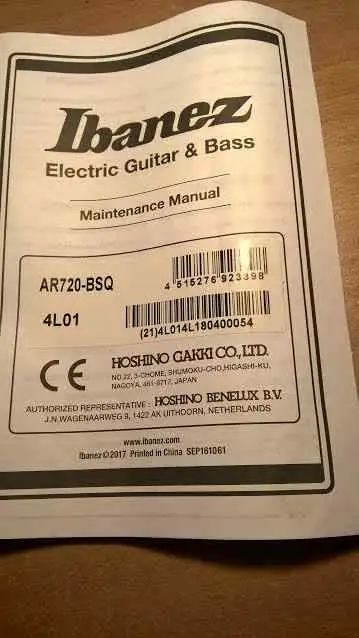 Ibanez
Electric Guitar & Bass
Maintenance Manual
AR720-BSQ
4 515276 923398
4L01
(21)4L014L180400054
CE
HOSHINO GAKKI CO., LTD.
NO.22, 3-CHOME, SHUMOKU-CHO, HIGASHI-KU,
NAGOYA, 461-8717, JAPAN
AUTHORIZED REPRESENTATIVE : HOSHINO BENELUX B.V.
J.N.WAGENAARWEG 9, 1422 AK UITHOORN, NETHERLANDS
www.ibanez.com
Ibanez © 2017 Printed in China SEP161061